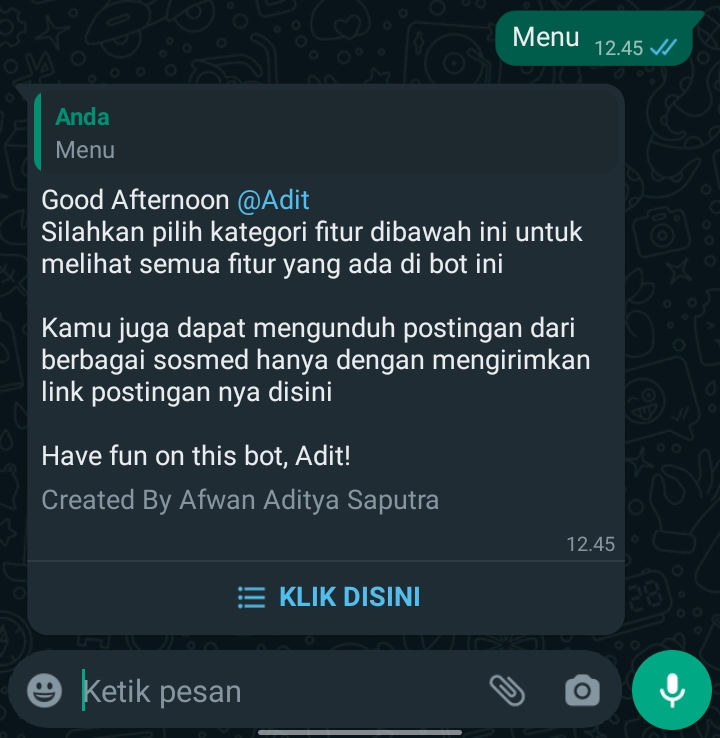 Menu
12.45
Anda
Menu
Good Afternoon @Adit
Silahkan pilih kategori fitur dibawah ini untuk
melihat semua fitur yang ada di bot ini
Kamu juga dapat mengunduh postingan dari
berbagai sosmed hanya dengan mengirimkan
link postingan nya disini
Have fun on this bot, Adit!
Created By Afwan Aditya Saputra
12.45
KLIK DISINI
Ketik pesan